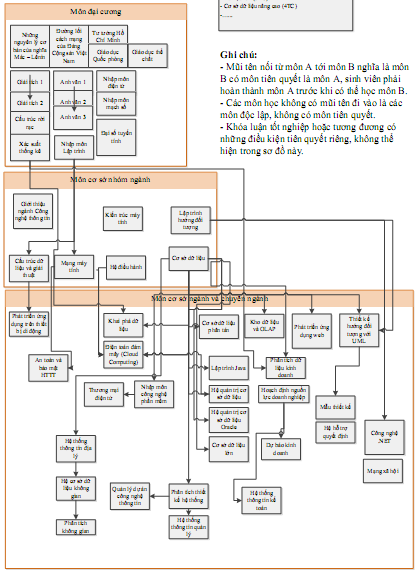 - Cơ sở dữ liệu nâng cao (4TC)
-......
Ghi chú:
- Mũi tên nối từ môn A tới môn B nghĩa là môn
B có môn tiên quyết là môn A, sinh viên phải
hoàn thành môn A trước khi có thể học môn B.
- Các môn học không có mũi tên đi vào là các
môn độc lập, không có môn tiên quyết.
- Khóa luận tốt nghiệp hoặc tương đương có
những điều kiện tiên quyết riêng, không thể
hiện trong sơ đồ này.
Môn đại cương
Những
nguyên lý cơ
bản của nghĩa
Mác – Lênin
Đường lối
cách mạng
của Đảng
Cộng sản Việt
Nam
Tư tưởng Hồ
Chí Minh
Giáo dục
Quốc phòng
Giáo dục thể
chất
Giải tích 1
Anh văn 1
Nhập môn
điện tử
Giải tích 2
Anh văn 2
Nhập môn
mạch số
Cấu trúc rời
rạc
Anh văn 3
Đại số tuyến
tính
Xác suất
thống kê
Nhập môn
Lập trình
Môn cơ sở nhóm ngành
Giới thiệu
ngành Công
nghệ thông tin
Kiến trúc máy
tính
Lập trình
hướng đối
tượng
Cấu trúc dữ
liệu và giải
thuật
Mạng máy
tính
Hệ điều hành
Cơ sở dữ liệu
Môn cơ sở ngành và chuyên ngành
Phát triển ứng
dụng trên thiết
bị di động
Khai phá dữ
liệu
Cơ sở dữ liệu
phân tán
Kho dữ liệu
và OLAP
Phát triển ứng
dụng web
Thiết kế
hướng đối
tượng với
UML
An toàn và
bảo mật
HTTT
Điện toán đám
mây (Cloud
Computing)
Lập trình Java
Phân tích dữ
liệu kinh
doanh
Thương mại
điện tử
Nhập môn
công nghệ
phần mềm
Hệ quản trị cơ
sở dữ liệu
Hoạch định nguồn
lực doanh nghiệp
Mẫu thiết kế
Hệ quản trị cơ
sở dữ liệu
Oracle
Hệ hỗ trợ
quyết định
Công nghệ
.NET
Hệ thống
thông tin địa
lý
Cơ sở dữ liệu
lớn
Dự báo kinh
doanh
Mạng xã hội
Hệ cơ sở dữ
liệu không
gian
Quản lý dự án
công nghệ
thông tin
Phân tích thiết
kế hệ thống
Hệ thống
thông tin kế
toán
Phân tích
không gian
Hệ thống
thông tin quản
lý